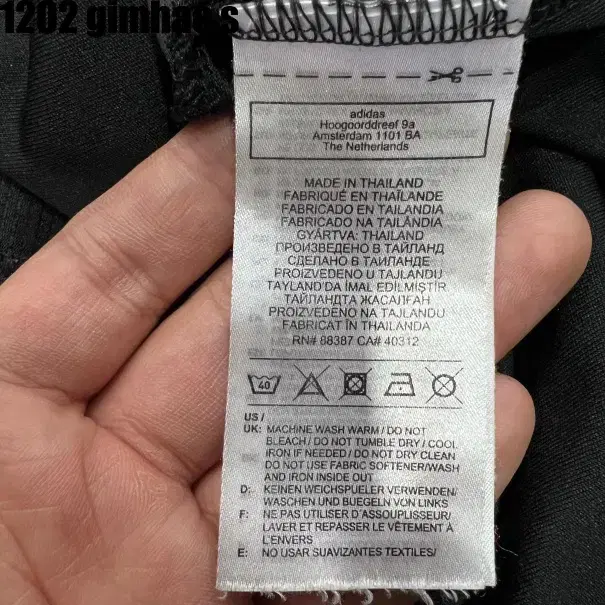 1202 gimhae s
1/2
adidas
Hoogoorddreef 9a
Amsterdam 1101 BA
The Netherlands
MADE IN THAILAND
FABRIQUÉ EN THAÏLANDE
FABRICADO EN TAILANDIA
FABRICADO NA TAILÂNDIA
GYÁRTVA: THAILAND
ПРОИЗВЕДЕНО В ТАЙЛАНД
СДЕЛАНО В ТАИЛАНДЕ
PROIZVEDENO U TAJLANDU
TAYLAND'DA İMAL EDİLMİŞTİR
ТАЙЛАНДТА ЖАСАЛҒАН
PROIZVEDENO NA TAJLANDU
FABRICAT ÎN THAILANDA
RN# 88387 CA# 40312
40
US /
UK: MACHINE WASH WARM / DO NOT
BLEACH / DO NOT TUMBLE DRY / COOL
IRON IF NEEDED / DO NOT DRY CLEAN
DO NOT USE FABRIC SOFTENER/WASH
AND IRON INSIDE OUT
D: KEINEN WEICHSPUELER VERWENDEN/
WASCHEN UND BUEGELN VON LINKS
F: NE PAS UTILISER D'ASSOUPLISSEUR/
LAVER ET REPASSER LE VÊTEMENT À
L'ENVERS
E: NO USAR SUAVIZANTES TEXTILES/